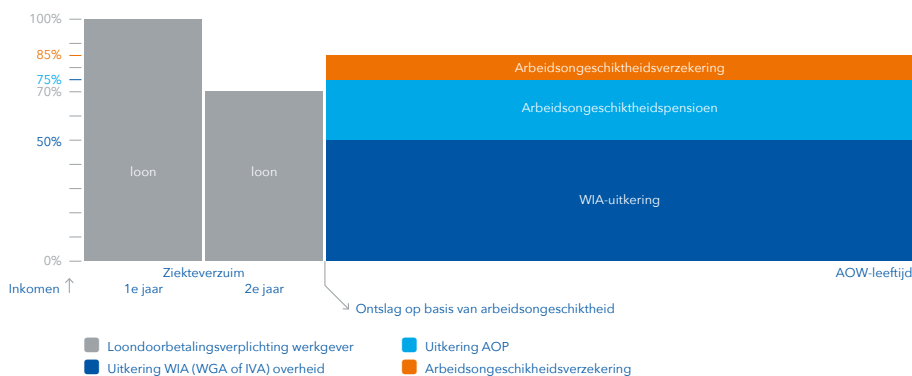 100%
85%
75%
70%
50%
0%
loon
loon
Arbeidsongeschiktheidsverzekering
Arbeidsongeschiktheidspensioen
WIA-uitkering
Ziekteverzuim
AOW-leeftijd
Inkomen
1e jaar
2e jaar
Ontslag op basis van arbeidsongeschiktheid
Loondoorbetalingsverplichting werkgever
Uitkering AOP
Uitkering WIA (WGA of IVA) overheid
Arbeidsongeschikheidsverzekering